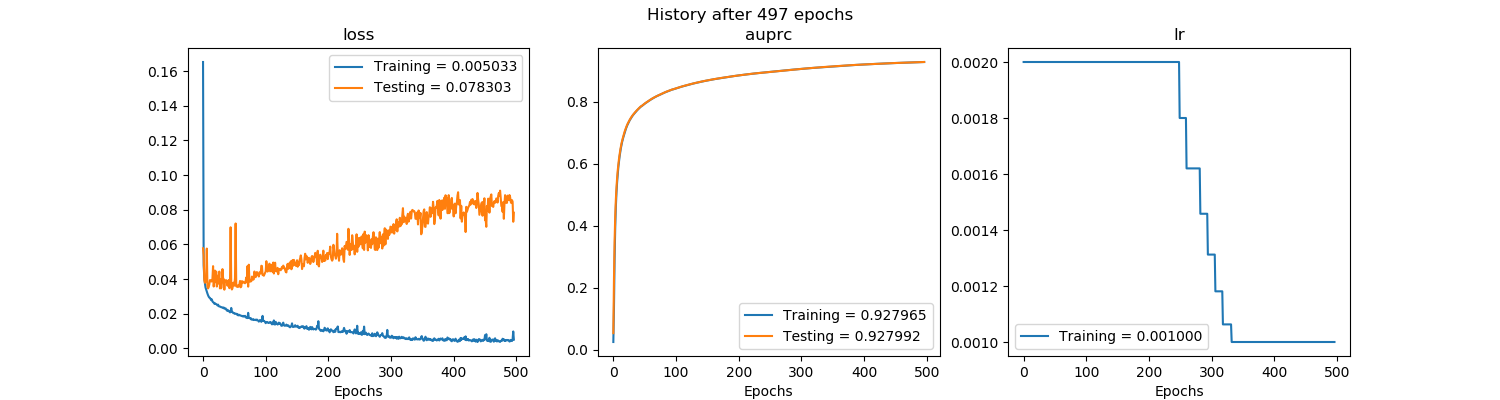 History after 497 epochs
loss
0.16
0.14
0.12
0.10
0.08
0.06
0.04
0.02
0.00
0 100 200 300 400 500
Epochs
Training = 0.005033
Testing = 0.078303
auprc
0.8
0.6
0.4
0.2
0.0
0 100 200 300 400 500
Epochs
Training = 0.927965
Testing = 0.927992
lr
0.0020
0.0018
0.0016
0.0014
0.0012
0.0010
0 100 200 300 400 500
Epochs
Training = 0.001000